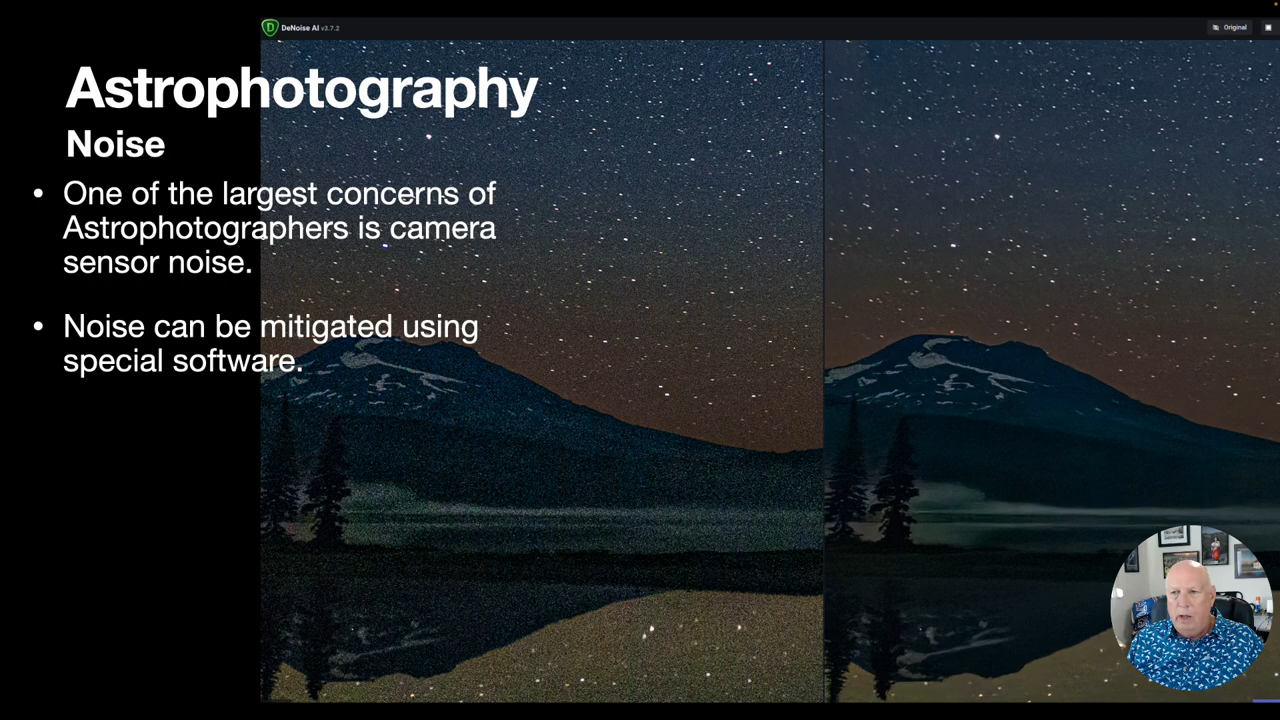 DeNoise AI v3.7.2
Original
Astrophotography
Noise
• One of the largest concerns of
Astrophotographers is camera
sensor noise.
• Noise can be mitigated using
special software.